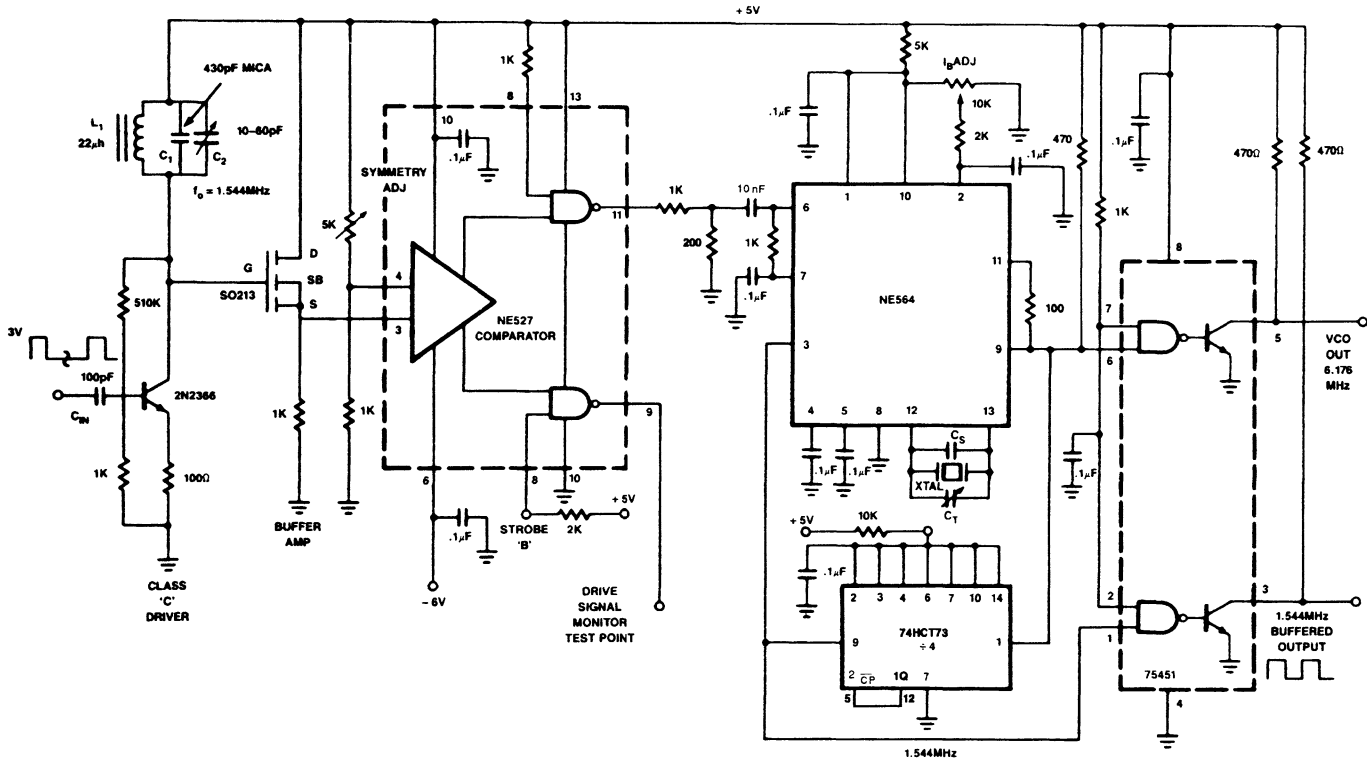 + 5V
430pF MICA
L1
22μh
C1
C2
10–60pF
fo = 1.544MHz
3V
100pF
CIN
510K
1K
2N2366
100Ω
CLASS
'C'
DRIVER
G
D
SB
S
SO213
1K
BUFFER
AMP
5K
SYMMETRY
ADJ
1K
1K
8
13
10
.1μF
4
3
NE527
COMPARATOR
11
9
6
8
10
.1μF
– 6V
STROBE
'B'
2K
+ 5V
DRIVE
SIGNAL
MONITOR
TEST POINT
1K
200
10 nF
1K
.1μF
.1μF
5K
IB ADJ
10K
2K
.1μF
6
7
3
1
10
2
NE564
11
9
100
4
5
8
12
13
.1μF
.1μF
CS
XTAL
CT
+ 5V
10K
.1μF
2
3
4
6
7
10
14
74HCT73
÷ 4
9
1
2 CP
1Q
7
5
12
1.544MHz
470
.1μF
1K
.1μF
470Ω
470Ω
8
7
6
5
VCO
OUT
6.176
MHz
2
1
3
1.544MHz
BUFFERED
OUTPUT
75451
4